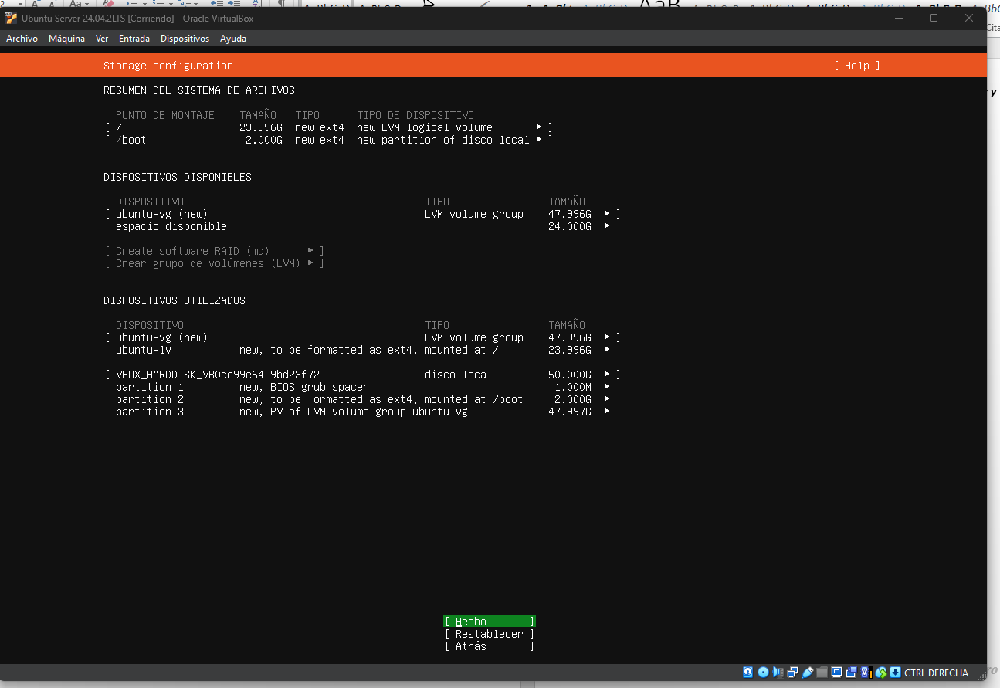 Ubuntu Server 24.04.2LTS [Corriendo] - Oracle VirtualBox
Archivo Máquina Ver Entrada Dispositivos Ayuda
Storage configuration [ Help ]
RESUMEN DEL SISTEMA DE ARCHIVOS
PUNTO DE MONTAJE TAMAÑO TIPO TIPO DE DISPOSITIVO
[ / 23.996G new ext4 new LVM logical volume ▸ ]
[ /boot 2.000G new ext4 new partition of disco local ▸ ]
DISPOSITIVOS DISPONIBLES
DISPOSITIVO TIPO TAMAÑO
[ ubuntu-vg (new) LVM volume group 47.996G ▸ ]
espacio disponible 24.000G ▸
[ Create software RAID (md) ▸ ]
[ Crear grupo de volúmenes (LVM) ▸ ]
DISPOSITIVOS UTILIZADOS
DISPOSITIVO TIPO TAMAÑO
[ ubuntu-vg (new) LVM volume group 47.996G ▸ ]
ubuntu-lv new, to be formatted as ext4, mounted at / 23.996G ▸
[ VBOX_HARDDISK_VB0cc99e64-9bd23f72 disco local 50.000G ▸ ]
partition 1 new, BIOS grub spacer 1.000M ▸
partition 2 new, to be formatted as ext4, mounted at /boot 2.000G ▸
partition 3 new, PV of LVM volume group ubuntu-vg 47.997G ▸
[ Hecho ]
[ Restablecer ]
[ Atrás ]
CTRL DERECHA